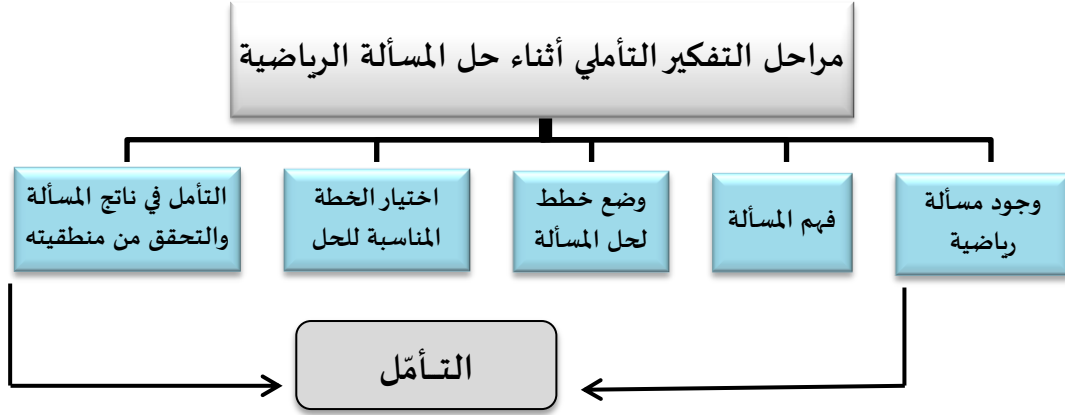 مراحل التفكير التأملي أثناء حل المسألة الرياضية
وجود مسألة
رياضية
فهم المسألة
وضع خطط
لحل المسألة
اختيار الخطة
المناسبة للحل
التأمل في ناتج المسألة
والتحقق من منطقيته
التـأمّل